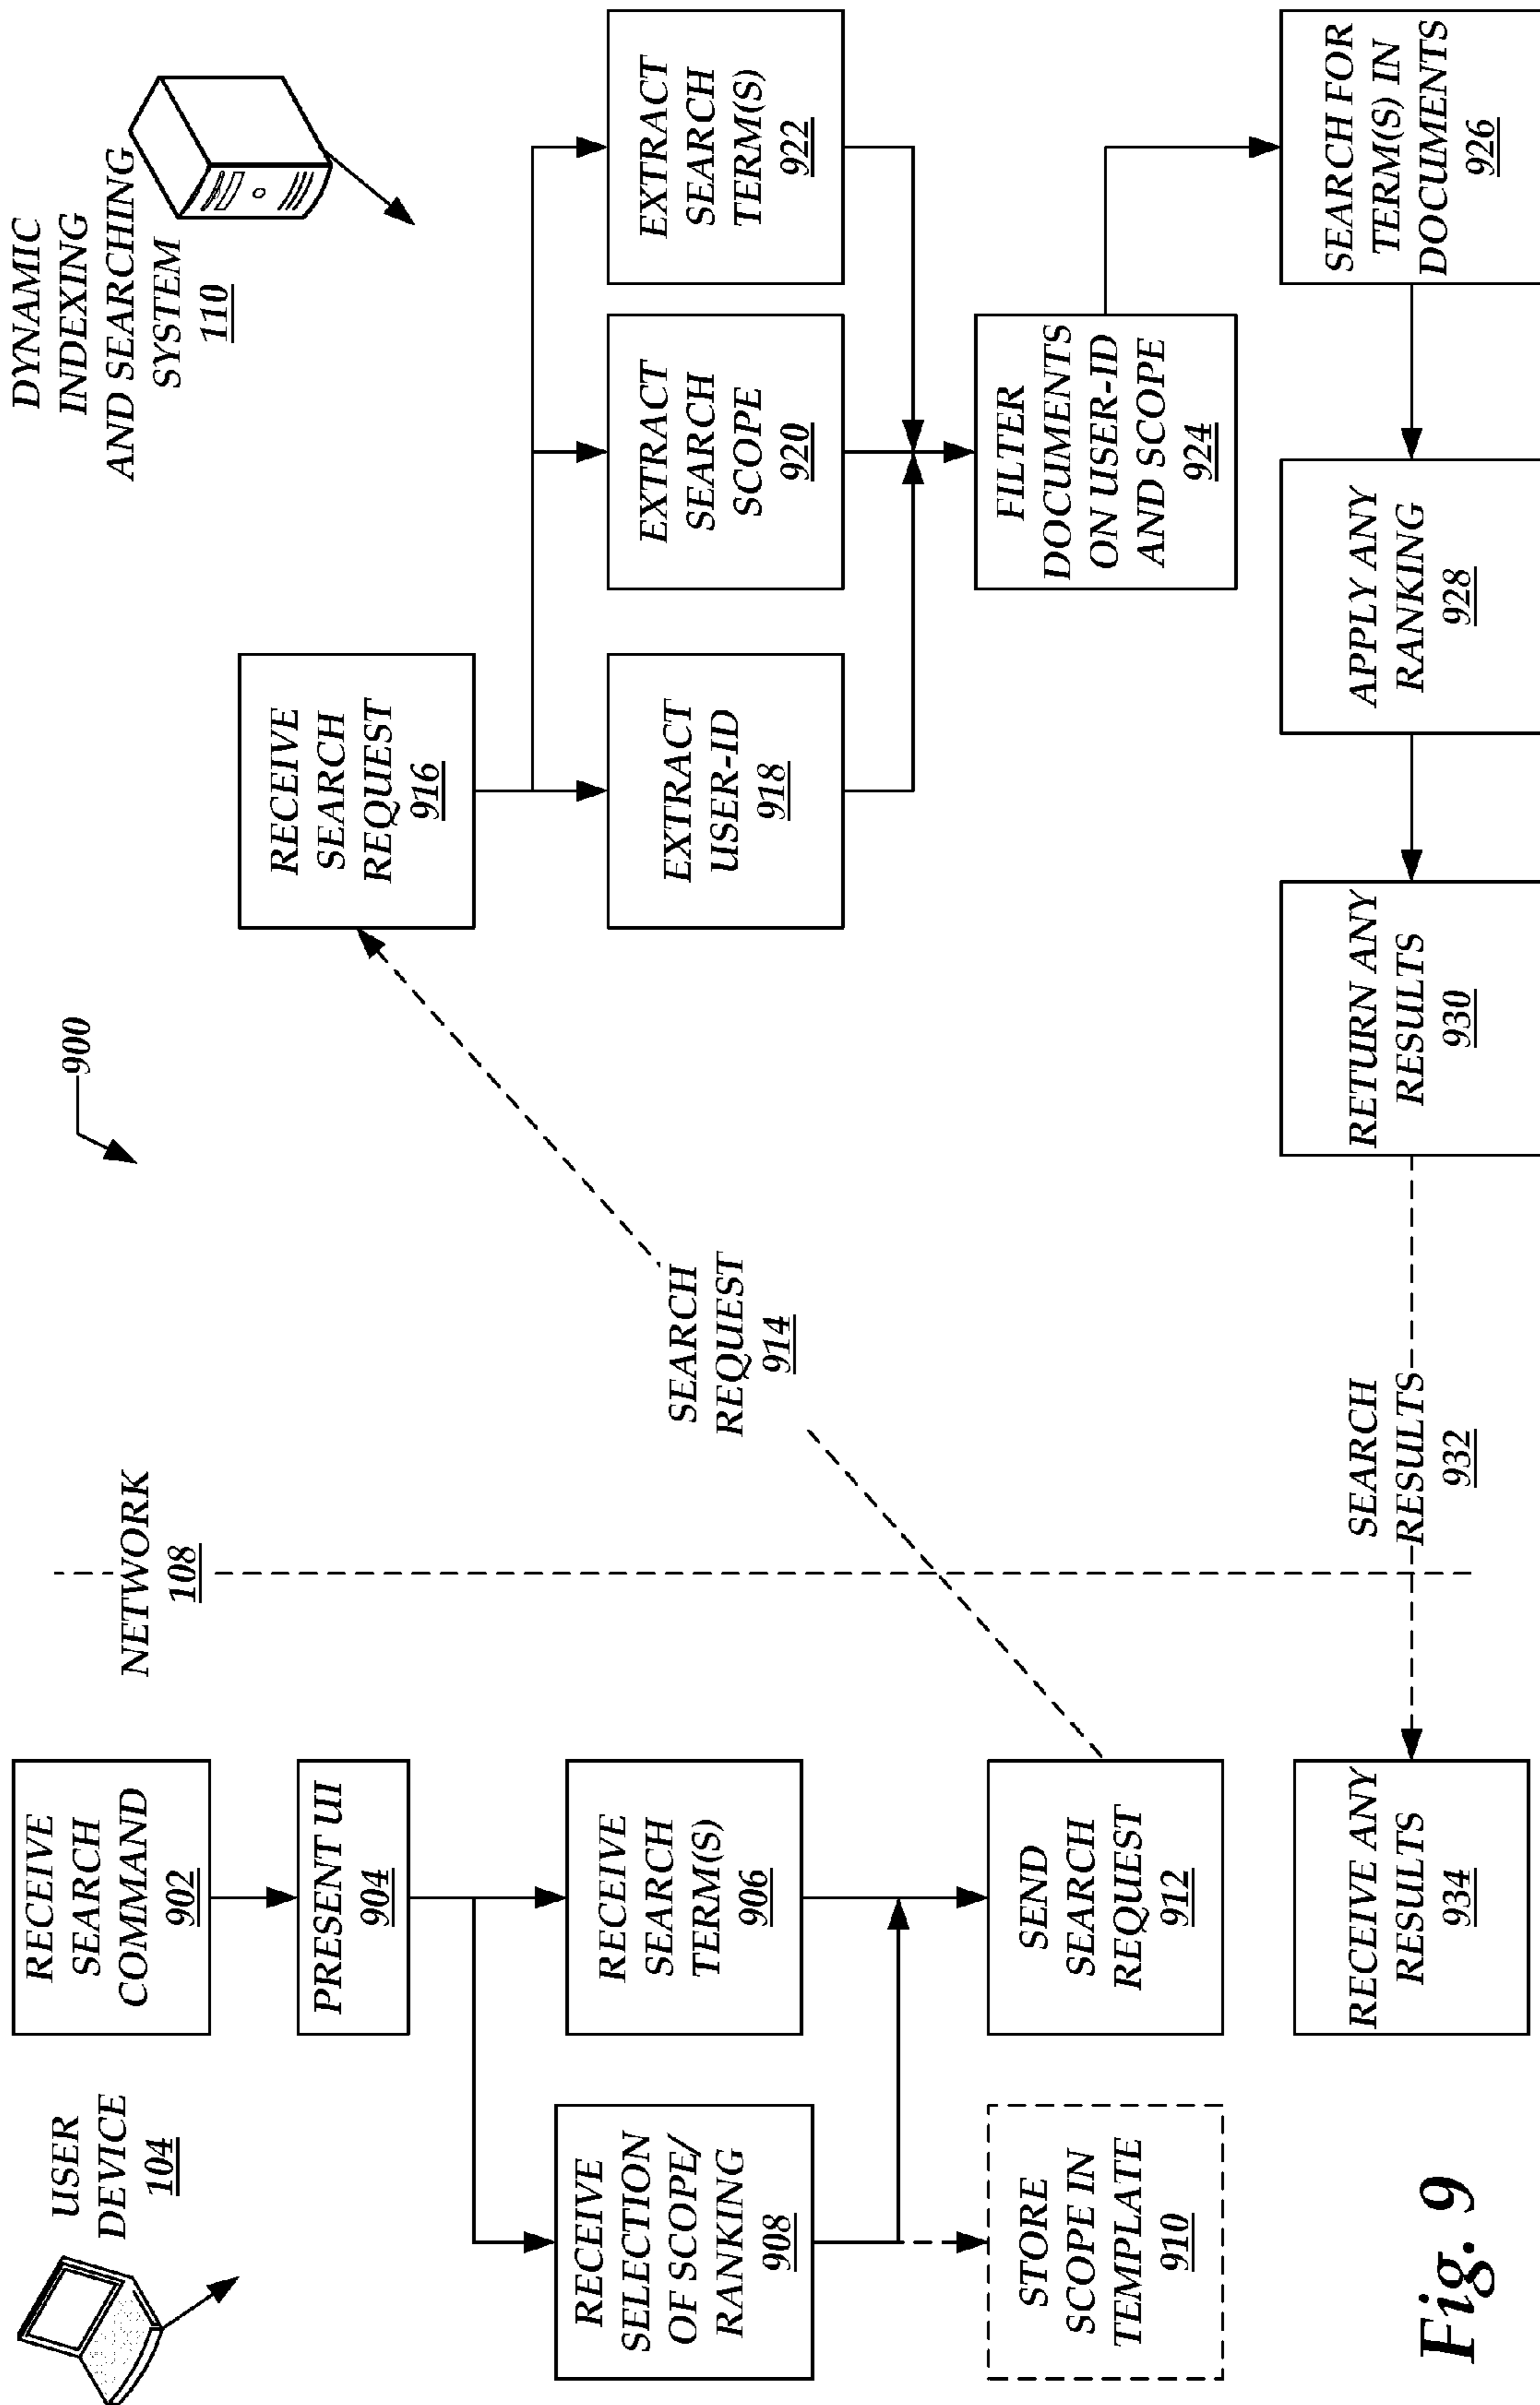 USER
DEVICE
104
RECEIVE
SEARCH
COMMAND
902
PRESENT UI
904
RECEIVE
SELECTION
OF SCOPE/
RANKING
908
RECEIVE
SEARCH
TERM(S)
906
STORE
SCOPE IN
TEMPLATE
910
SEND
SEARCH
REQUEST
912
RECEIVE ANY
RESULTS
934
NETWORK
108
900
SEARCH
REQUEST
914
SEARCH
RESULTS
932
DYNAMIC
INDEXING
AND SEARCHING
SYSTEM
110
RECEIVE
SEARCH
REQUEST
916
EXTRACT
USER-ID
918
EXTRACT
SEARCH
SCOPE
920
EXTRACT
SEARCH
TERM(S)
922
FILTER
DOCUMENTS
ON USER-ID
AND SCOPE
924
RETURN ANY
RESULTS
930
APPLY ANY
RANKING
928
SEARCH FOR
TERM(S) IN
DOCUMENTS
926
Fig. 9